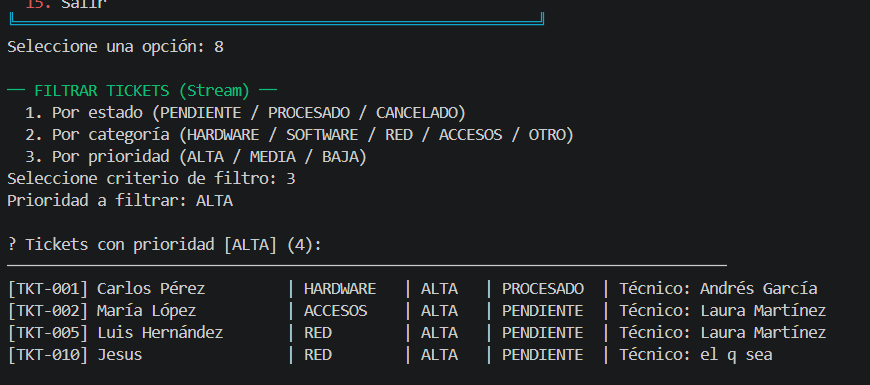 15. Salir
Seleccione una opción: 8
── FILTRAR TICKETS (Stream) ──
1. Por estado (PENDIENTE / PROCESADO / CANCELADO)
2. Por categoría (HARDWARE / SOFTWARE / RED / ACCESOS / OTRO)
3. Por prioridad (ALTA / MEDIA / BAJA)
Seleccione criterio de filtro: 3
Prioridad a filtrar: ALTA
? Tickets con prioridad [ALTA] (4):
[TKT-001] Carlos Pérez | HARDWARE | ALTA | PROCESADO | Técnico: Andrés García
[TKT-002] María López | ACCESOS | ALTA | PENDIENTE | Técnico: Laura Martínez
[TKT-005] Luis Hernández | RED | ALTA | PENDIENTE | Técnico: Laura Martínez
[TKT-010] Jesus | RED | ALTA | PENDIENTE | Técnico: el q sea